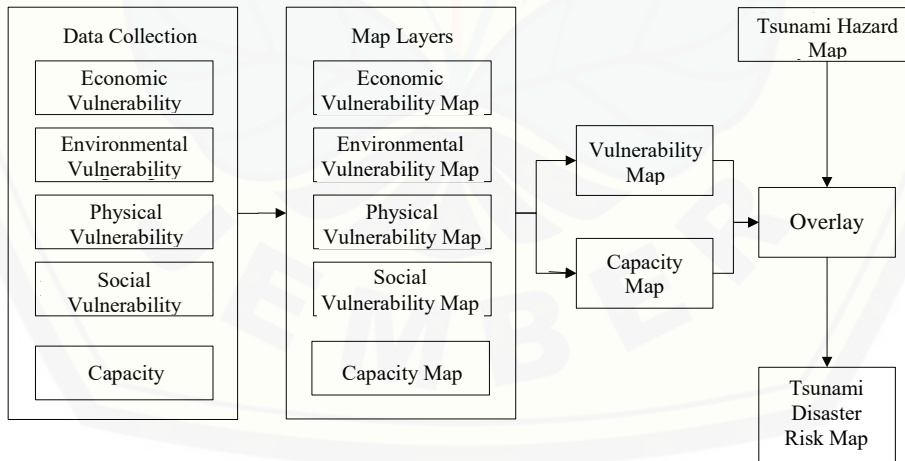 Data Collection
Economic
Vulnerability
Environmental
Vulnerability
Physical
Vulnerability
Social
Vulnerability
Capacity
Map Layers
Economic
Vulnerability Map
Environmental
Vulnerability Map
Physical
Vulnerability Map
Social
Vulnerability Map
Capacity Map
Vulnerability
Map
Capacity
Map
Tsunami Hazard
Map
Overlay
Tsunami
Disaster
Risk Map
JEMBER